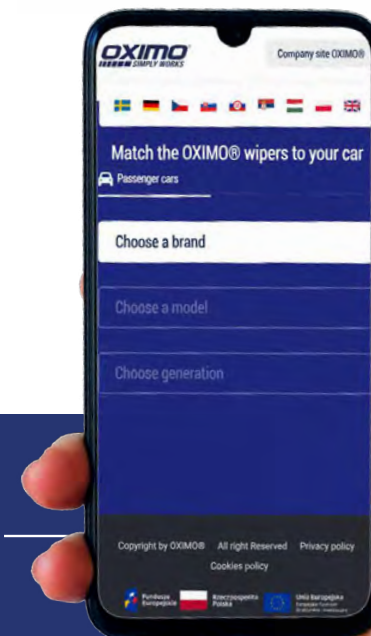 OXIMO®
SIMPLY WORKS
Company site OXIMO®
Match the OXIMO® wipers to your car
Passenger cars
Choose a brand
Choose a model
Choose generation
Copyright by OXIMO® All right Reserved Privacy policy
Cookies policy
Fundusze
Europejskie
Rzeczpospolita
Polska
Unia Europejska